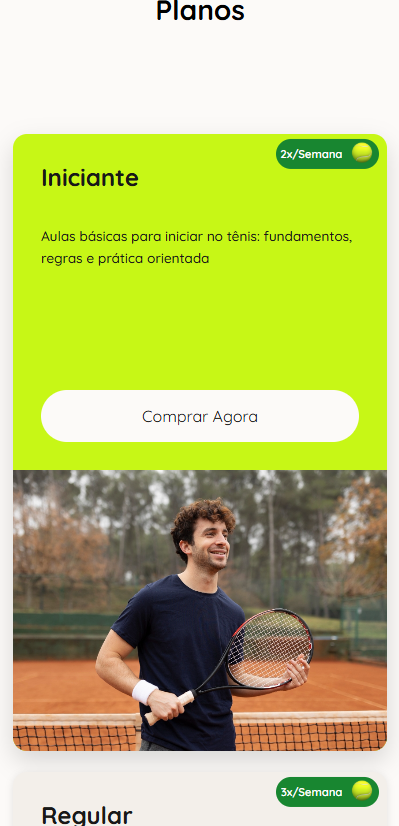 Planos
2x/Semana
Iniciante
Aulas básicas para iniciar no tênis: fundamentos,
regras e prática orientada
Comprar Agora
3x/Semana
Regular